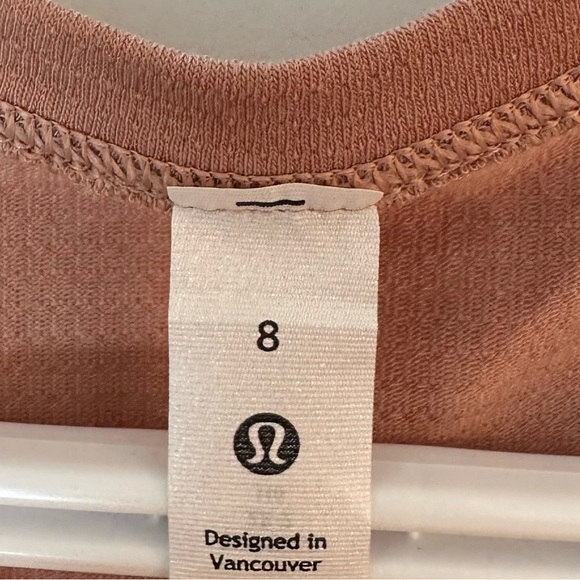 8
Designed in
Vancouver